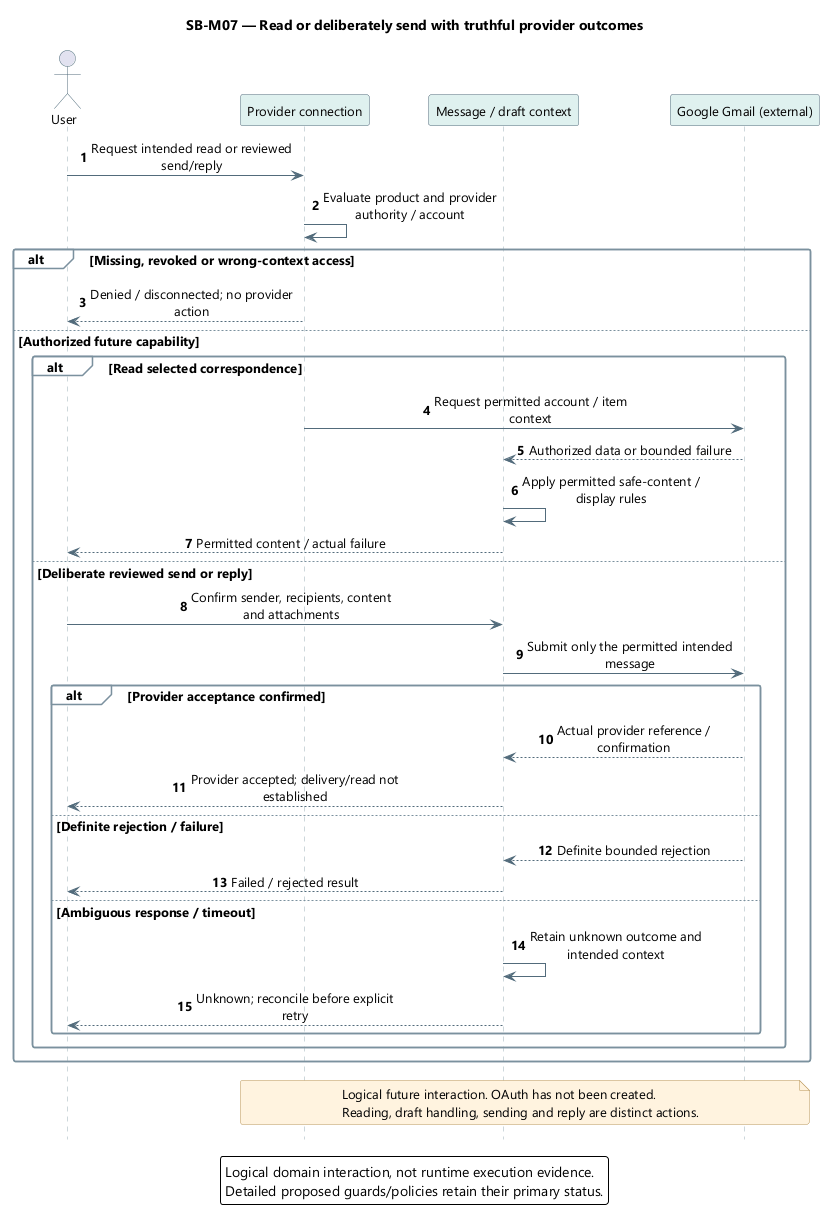 SB-M07 — Read or deliberately send with truthful provider outcomes
User
Provider connection
Message / draft context
Google Gmail (external)
1 Request intended read or reviewed
send/reply
2 Evaluate product and provider
authority / account
alt [Missing, revoked or wrong-context access]
3 Denied / disconnected; no provider
action
[Authorized future capability]
alt [Read selected correspondence]
4 Request permitted account / item
context
5 Authorized data or bounded failure
6 Apply permitted safe-content /
display rules
7 Permitted content / actual failure
[Deliberate reviewed send or reply]
8 Confirm sender, recipients, content
and attachments
9 Submit only the permitted intended
message
alt [Provider acceptance confirmed]
10 Actual provider reference /
confirmation
11 Provider accepted; delivery/read not
established
[Definite rejection / failure]
12 Definite bounded rejection
13 Failed / rejected result
[Ambiguous response / timeout]
14 Retain unknown outcome and
intended context
15 Unknown; reconcile before explicit
retry
Logical future interaction. OAuth has not been created.
Reading, draft handling, sending and reply are distinct actions.
Logical domain interaction, not runtime execution evidence.
Detailed proposed guards/policies retain their primary status.